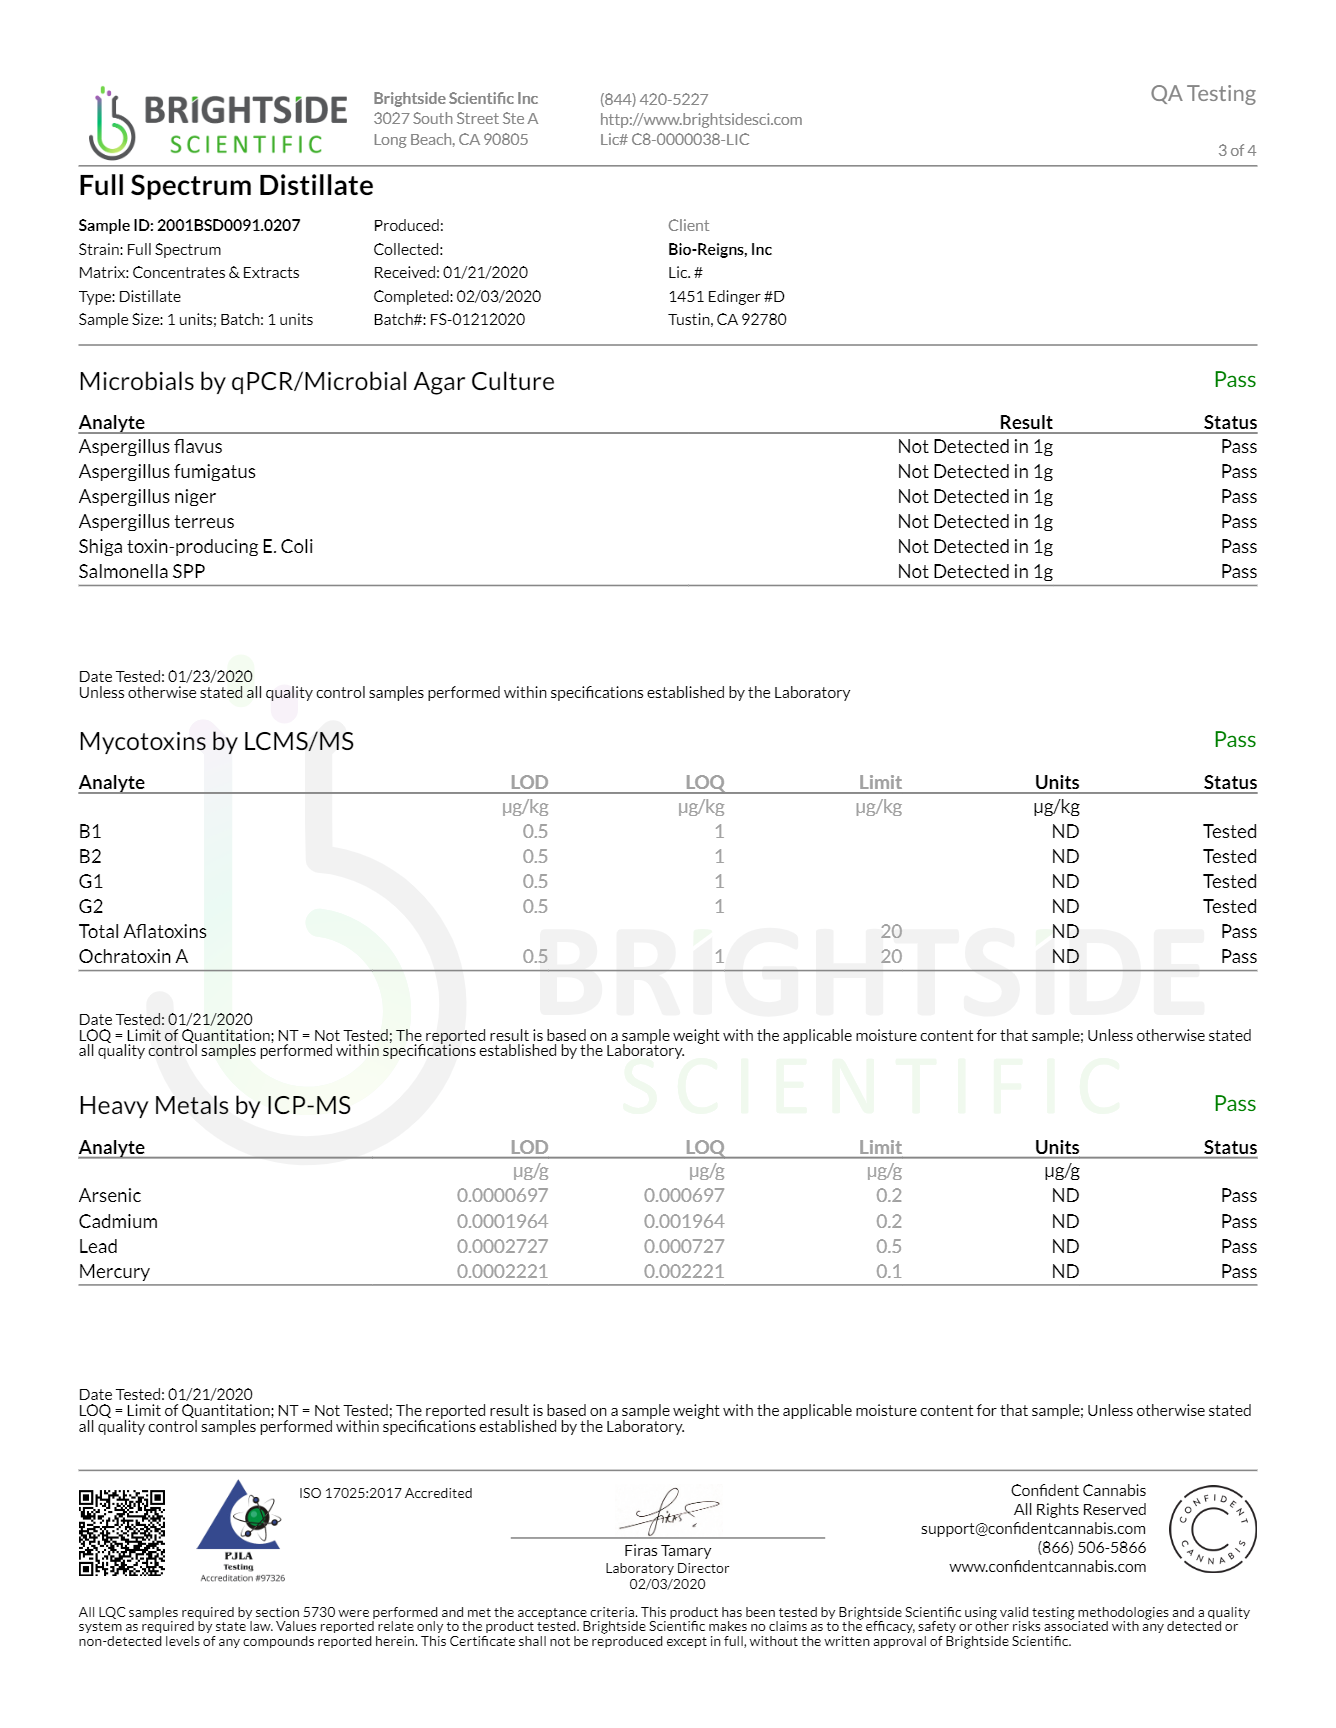 BRIGHTSIDE
SCIENTIFIC
Brightside Scientific Inc
3027 South Street Ste A
Long Beach, CA 90805
(844) 420-5227
http://www.brightsidesci.com
Lic# C8-0000038-LIC
QA Testing
3 of 4
Full Spectrum Distillate
Sample ID: 2001BSD0091.0207
Strain: Full Spectrum
Matrix: Concentrates & Extracts
Type: Distillate
Sample Size: 1 units; Batch: 1 units
Produced:
Collected:
Received: 01/21/2020
Completed: 02/03/2020
Batch#: FS-01212020
Client
Bio-Reigns, Inc
Lic. #
1451 Edinger #D
Tustin, CA 92780
Microbials by qPCR/Microbial Agar Culture Pass
Analyte Result Status
Aspergillus flavus Not Detected in 1g Pass
Aspergillus fumigatus Not Detected in 1g Pass
Aspergillus niger Not Detected in 1g Pass
Aspergillus terreus Not Detected in 1g Pass
Shiga toxin-producing E. Coli Not Detected in 1g Pass
Salmonella SPP Not Detected in 1g Pass
Date Tested: 01/23/2020
Unless otherwise stated all quality control samples performed within specifications established by the Laboratory
Mycotoxins by LCMS/MS Pass
Analyte LOD LOQ Limit Units Status
µg/kg µg/kg µg/kg µg/kg
B1 0.5 1 ND Tested
B2 0.5 1 ND Tested
G1 0.5 1 ND Tested
G2 0.5 1 ND Tested
Total Aflatoxins 20 ND Pass
Ochratoxin A 0.5 1 20 ND Pass
BRIGHTSIDE
SCIENTIFIC
Date Tested: 01/21/2020
LOQ = Limit of Quantitation; NT = Not Tested; The reported result is based on a sample weight with the applicable moisture content for that sample; Unless otherwise stated
all quality control samples performed within specifications established by the Laboratory.
Heavy Metals by ICP-MS Pass
Analyte LOD LOQ Limit Units Status
µg/g µg/g µg/g µg/g
Arsenic 0.0000697 0.000697 0.2 ND Pass
Cadmium 0.0001964 0.001964 0.2 ND Pass
Lead 0.0002727 0.000727 0.5 ND Pass
Mercury 0.0002221 0.002221 0.1 ND Pass
Date Tested: 01/21/2020
LOQ = Limit of Quantitation; NT = Not Tested; The reported result is based on a sample weight with the applicable moisture content for that sample; Unless otherwise stated
all quality control samples performed within specifications established by the Laboratory.
PJLA
Testing
Accreditation #97326
ISO 17025:2017 Accredited
Firas Tamary
Laboratory Director
02/03/2020
Confident Cannabis
All Rights Reserved
support@confidentcannabis.com
(866) 506-5866
www.confidentcannabis.com
CONFIDENT
CANNABIS
All LQC samples required by section 5730 were performed and met the acceptance criteria. This product has been tested by Brightside Scientific using valid testing methodologies and a quality
system as required by state law. Values reported relate only to the product tested. Brightside Scientific makes no claims as to the efficacy, safety or other risks associated with any detected or
non-detected levels of any compounds reported herein. This Certificate shall not be reproduced except in full, without the written approval of Brightside Scientific.